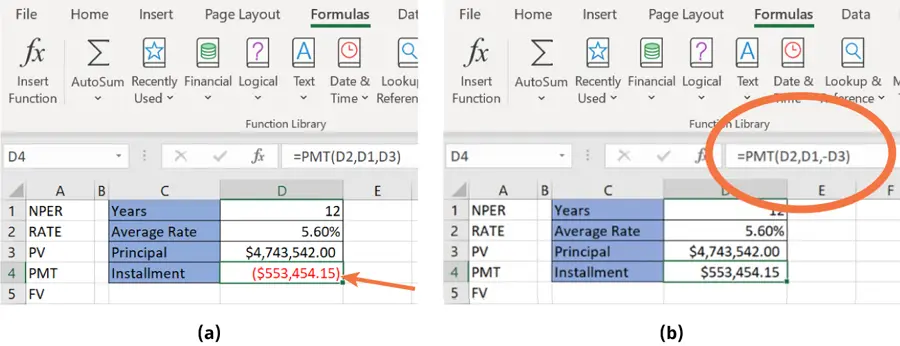 File Home Insert Page Layout Formulas Dat
fx
Insert Function
AutoSum
Recently Used
Financial
Logical
Text
Date & Time
Lookup Reference
Function Library
D4 fx =PMT(D2,D1,D3)
A B C D E
1 NPER Years 12
2 RATE Average Rate 5.60%
3 PV Principal $4,743,542.00
4 PMT Installment ($553,454.15)
5 FV
(a)
File Home Insert Page Layout Formulas Data
fx
Insert Function
AutoSum
Recently Used
Financial
Logical
Text
Date & Time
Lookup & Reference
M
Function Library
D4 fx =PMT(D2,D1,-D3)
A B C D E F
1 NPER Years 12
2 RATE Average Rate 5.60%
3 PV Principal $4,743,542.00
4 PMT Installment $553,454.15
5 FV
(b)